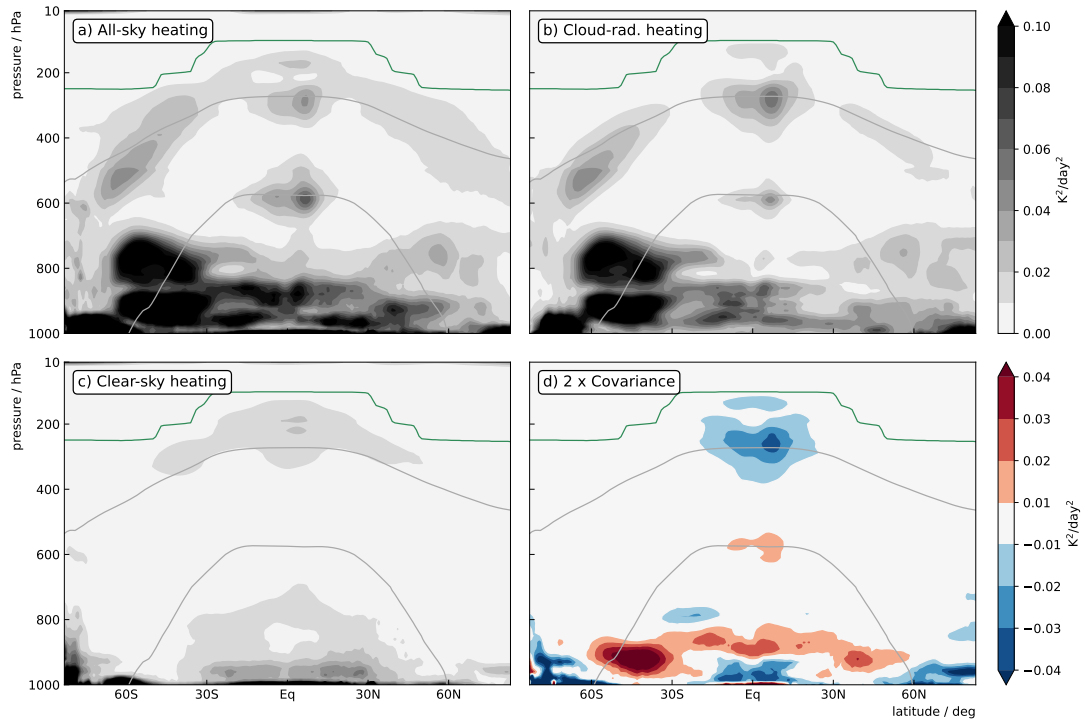 10
a) All-sky heating
b) Cloud-rad. heating
0.10
pressure / hPa
200
0.08
400
0.06
K²/day²
600
0.04
800
0.02
1000
0.00
10
c) Clear-sky heating
d) 2 x Covariance
0.04
pressure / hPa
200
0.03
0.02
400
0.01
K²/day²
600
−0.01
−0.02
800
−0.03
1000
−0.04
60S 30S Eq 30N 60N
60S 30S Eq 30N 60N
latitude / deg